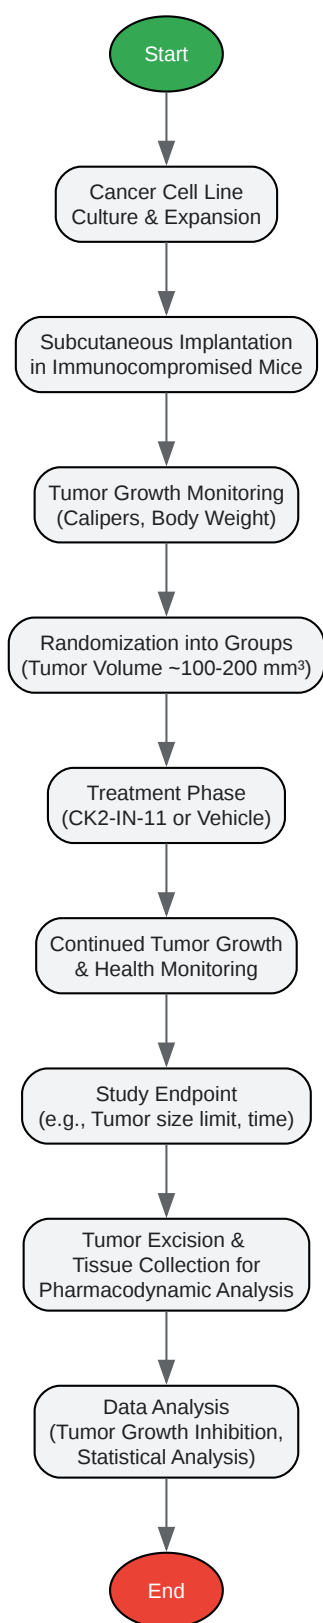 Start
Cancer Cell Line
Culture & Expansion
Subcutaneous Implantation
in Immunocompromised Mice
Tumor Growth Monitoring
(Calipers, Body Weight)
Randomization into Groups
(Tumor Volume ~100-200 mm³)
Treatment Phase
(CK2-IN-11 or Vehicle)
Continued Tumor Growth
& Health Monitoring
Study Endpoint
(e.g., Tumor size limit, time)
Tumor Excision &
Tissue Collection for
Pharmacodynamic Analysis
Data Analysis
(Tumor Growth Inhibition,
Statistical Analysis)
End